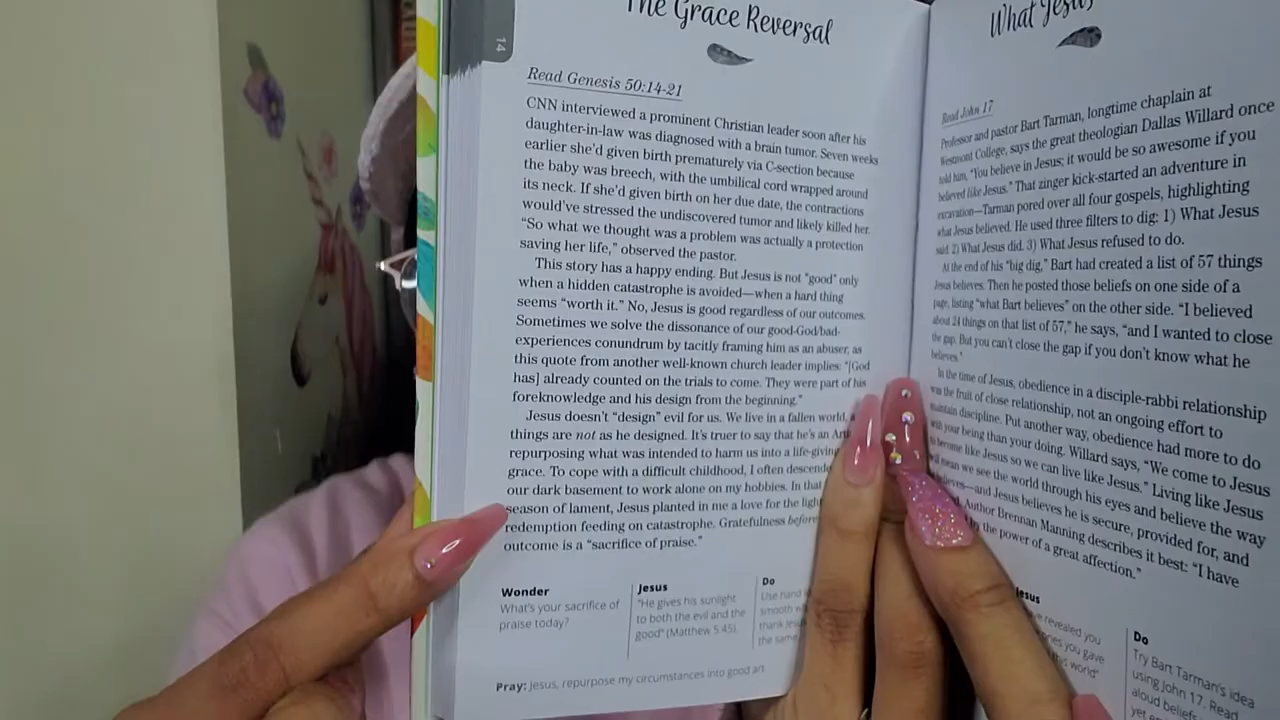 14
The Grace Reversal
Read Genesis 50:14-21
CNN interviewed a prominent Christian leader soon after his
daughter-in-law was diagnosed with a brain tumor. Seven weeks
earlier she'd given birth prematurely via C-section because
the baby was breech, with the umbilical cord wrapped around
its neck. If she'd given birth on her due date, the contractions
would've stressed the undiscovered tumor and likely killed her.
"So what we thought was a problem was actually a protection
saving her life," observed the pastor.
This story has a happy ending. But Jesus is not "good" only
when a hidden catastrophe is avoided—when a hard thing
seems "worth it." No, Jesus is good regardless of our outcomes.
Sometimes we solve the dissonance of our good-God/bad-
experiences conundrum by tacitly framing him as an abuser, as
this quote from another well-known church leader implies: "[God
has] already counted on the trials to come. They were part of his
foreknowledge and his design from the beginning."
Jesus doesn't "design" evil for us. We live in a fallen world,
things are not as he designed. It's truer to say that he's an
repurposing what was intended to harm us into a life-giving
grace. To cope with a difficult childhood, I often
our dark basement to work alone on my hobbies. In that
season of lament, Jesus planted in me a love for the
redemption feeding on catastrophe. Gratefulness before
outcome is a "sacrifice of praise."
Wonder
What's your sacrifice of
praise today?
Jesus
"He gives his sunlight
to both the evil and the
good" (Matthew 5:45).
Do
Use hand
smooth
thank
the same
Pray: Jesus, repurpose my circumstances into good art
What Jesus
Read John 17
Professor and pastor Bart Tarman, longtime chaplain at
Westmont College, says the great theologian Dallas Willard once
told him, "You believe in Jesus; it would be so awesome if you
believed like Jesus." That zinger kick-started an adventure in
excavation—Tarman pored over all four gospels, highlighting
what Jesus believed. He used three filters to dig: 1) What Jesus
said. 2) What Jesus did. 3) What Jesus refused to do.
At the end of his "big dig," Bart had created a list of 57 things
Jesus believes. Then he posted those beliefs on one side of a
page, listing "what Bart believes" on the other side. "I believed
about 24 things on that list of 57," he says, "and I wanted to close
the gap. But you can't close the gap if you don't know what he
believes."
In the time of Jesus, obedience in a disciple-rabbi relationship
was the fruit of close relationship, not an ongoing effort to
maintain discipline. Put another way, obedience had more to do
with your being than your doing. Willard says, "We come to Jesus
to become like Jesus so we can live like Jesus." Living like Jesus
mean we see the world through his eyes and believe the way
believes—and Jesus believes he is secure, provided for, and
Author Brennan Manning describes it best: "I have
by the power of a great affection."
Jesus
revealed you
ones you gave
this world"
Do
Try Bart Tarman's idea
using John 17. Read
aloud
yet